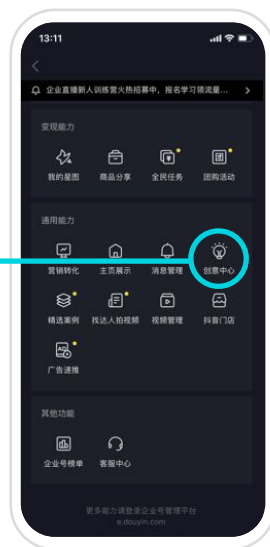 13:11
企业直播新人训练营火热招募中，报名学习领流量...
变现能力
我的星图 商品分享 全民任务 团购活动
通用能力
营销转化 主页展示 消息管理 创意中心
精选案例 找达人拍视频 视频管理 抖音门店
AD
广告速推
其他功能
企业号榜单 客服中心
更多能力请登录企业号管理平台
e.douyin.com